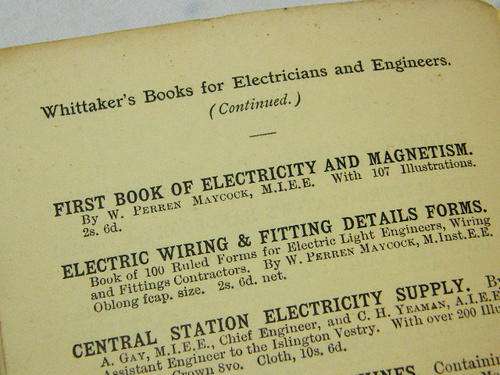 Whittaker's Books for Electricians and Engineers.
(Continued.)
FIRST BOOK OF ELECTRICITY AND MAGNETISM.
By W. PERREN MAYCOCK, M.I.E.E. With 107 Illustrations.
2s. 6d.
ELECTRIC WIRING & FITTING DETAILS FORMS.
Book of 100 Ruled Forms for Electric Light Engineers, Wiring
and Fittings Contractors. By W. PERREN MAYCOCK, M.Inst.E.E.
Oblong fcap. size. 2s. 6d. net.
CENTRAL STATION ELECTRICITY SUPPLY. By
A. GAY, M.I.E.E., Chief Engineer, and C. H. YEAMAN, A.I.E.E
Assistant Engineer to the Islington Vestry. With over 200 Illu
Crown 8vo. Cloth, 10s. 6d.
Containin